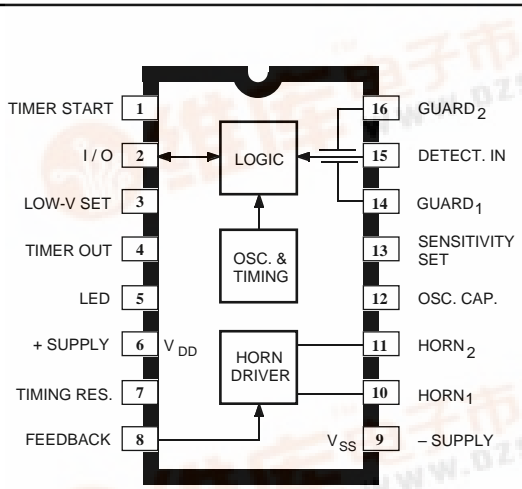 TIMER START 1
I / O 2
LOW-V SET 3
TIMER OUT 4
LED 5
+ SUPPLY 6 V DD
TIMING RES. 7
FEEDBACK 8
LOGIC
OSC. &
TIMING
HORN
DRIVER
16 GUARD2
15 DETECT. IN
14 GUARD1
13 SENSITIVITY
SET
12 OSC. CAP.
11 HORN2
10 HORN1
VSS 9 – SUPPLY